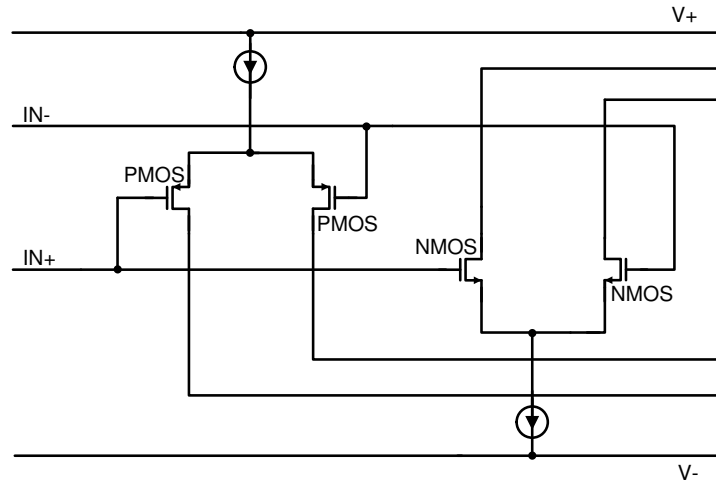 V+
IN-
PMOS
PMOS
NMOS
IN+
NMOS
V-